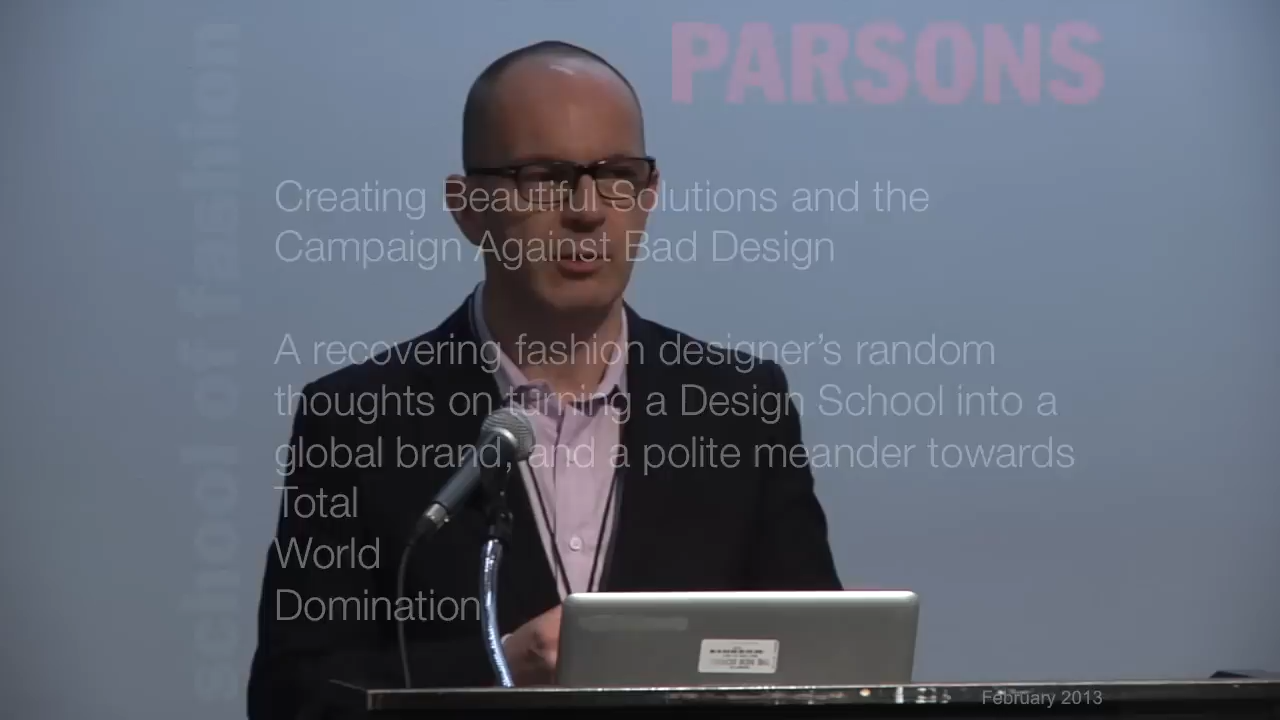 PARSONS
school of fashion
Creating Beautiful Solutions and the
Campaign Against Bad Design
A recovering fashion designer's random
thoughts on turning a Design School into a
global brand, and a polite meander towards
Total
World
Domination
February 2013